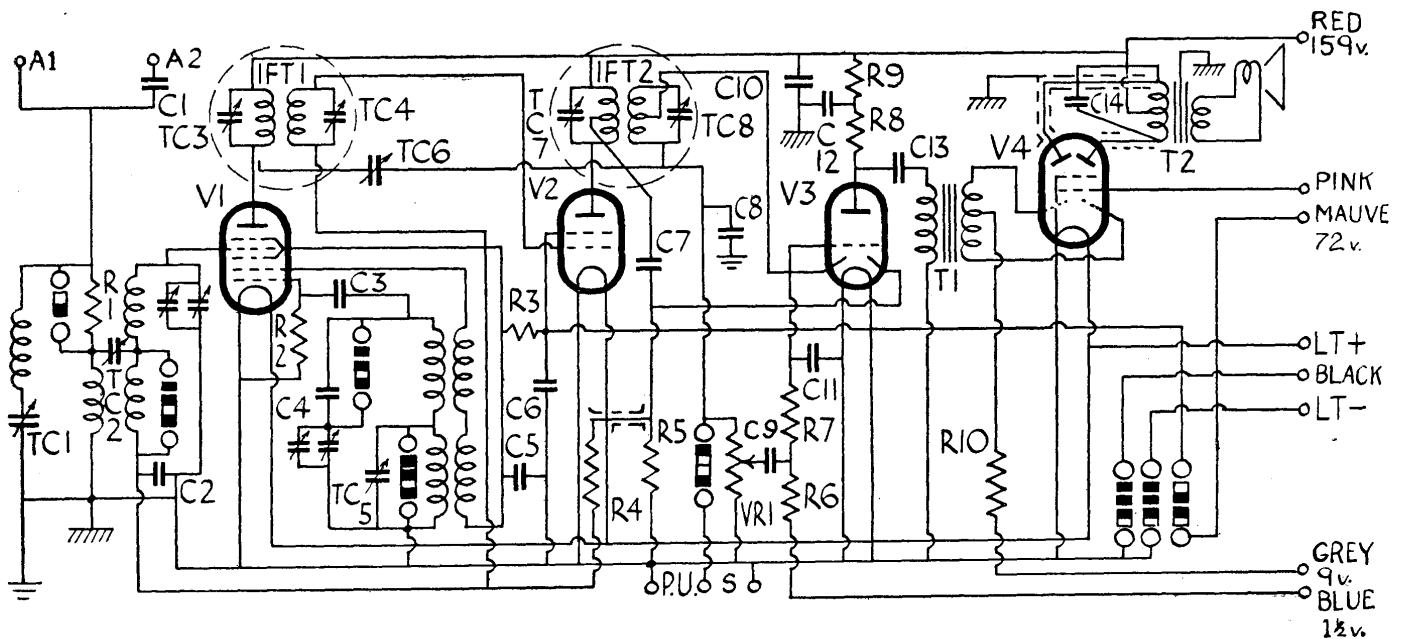 A1
A2
C1
IFT1
TC3
TC4
TC6
V1
IFT2
T
C
7
TC8
V2
C10
R9
R8
C
12
C13
V3
C8
C7
T1
V4
C14
T2
RED
159v.
PINK
MAUVE
72v.
R
1
T
C
2
TC1
C2
C3
R
2
C4
TC
5
R3
C6
C5
R4
R5
C9
VR1
C11
R7
R6
R10
LT+
BLACK
LT-
GREY
9v.
BLUE
1½v.
P.U.
S